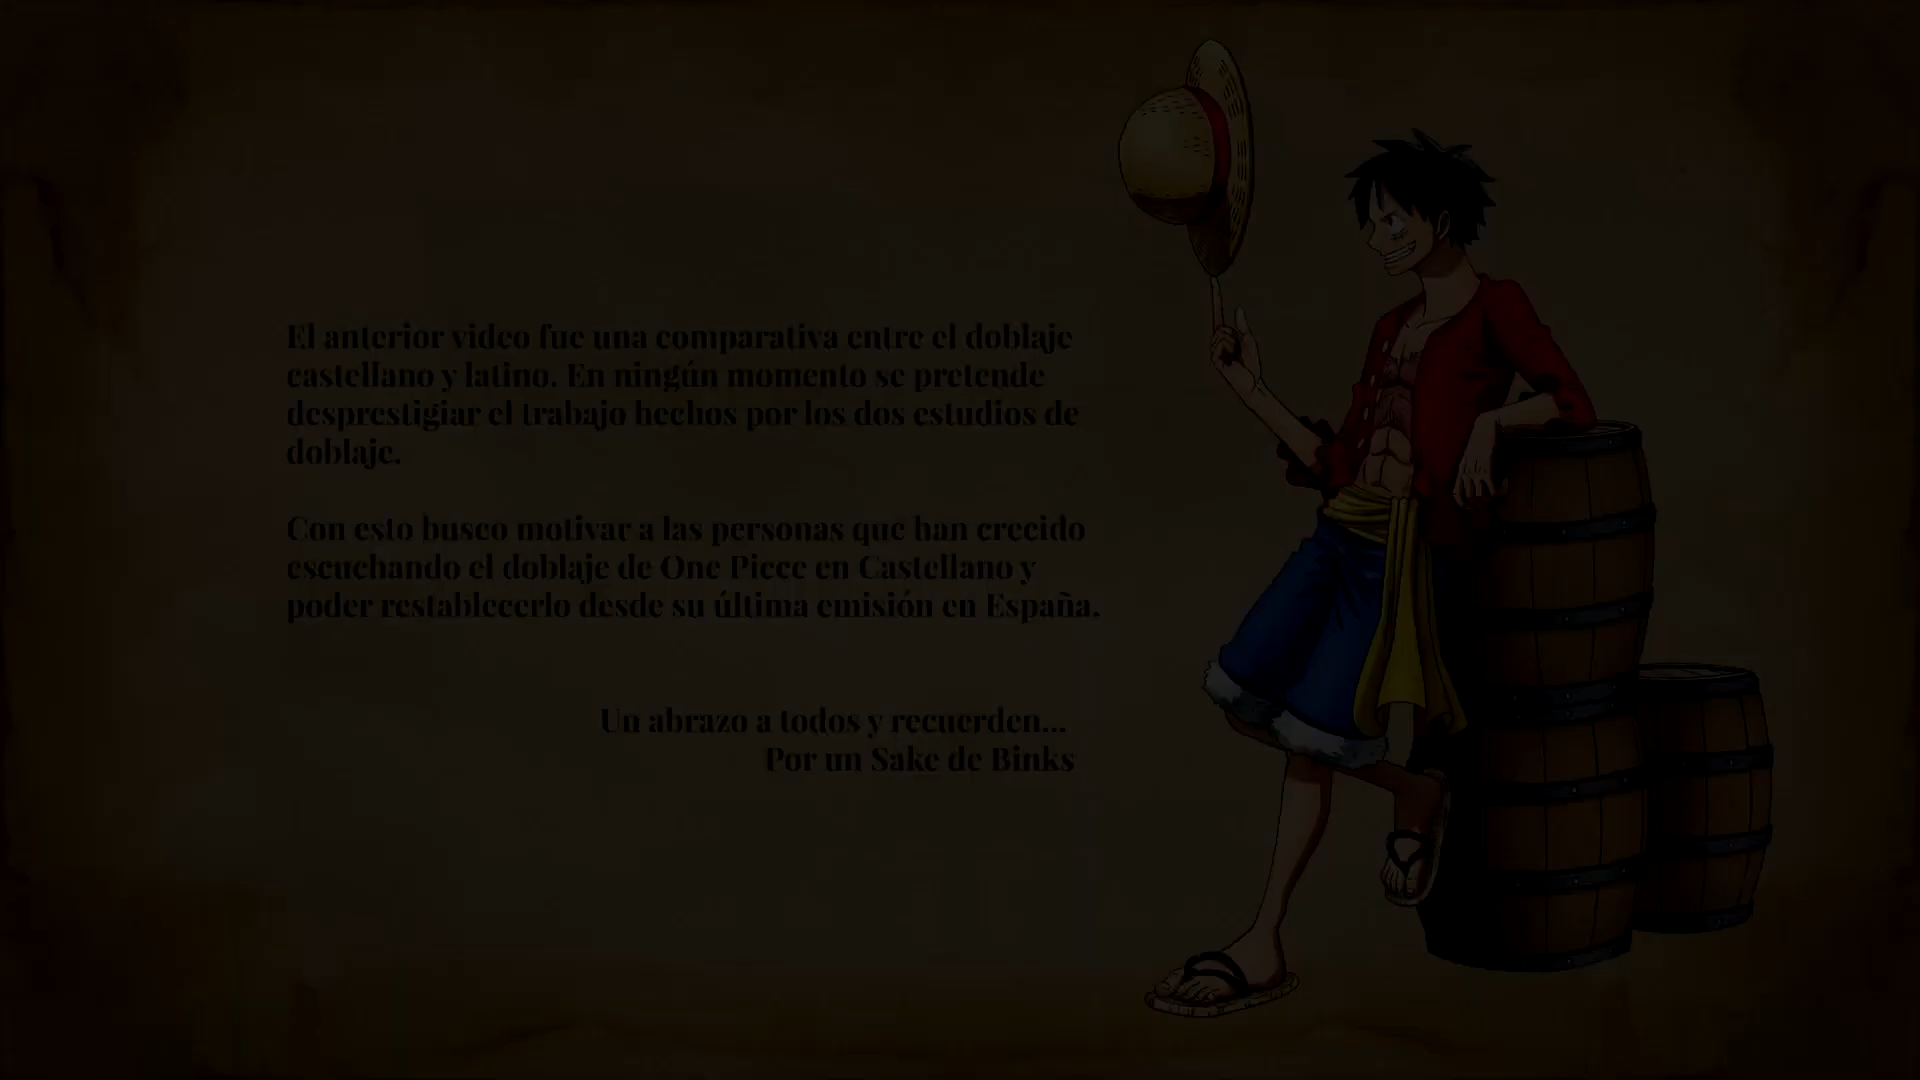 El anterior video fue una comparativa entre el doblaje
castellano y latino. En ningún momento se pretende
desprestigiar el trabajo hechos por los dos estudios de
doblaje.
Con esto busco motivar a las personas que han crecido
escuchando el doblaje de One Piece en Castellano y
poder restablecerlo desde su última emisión en España.
Un abrazo a todos y recuerden...
Por un Sake de Binks